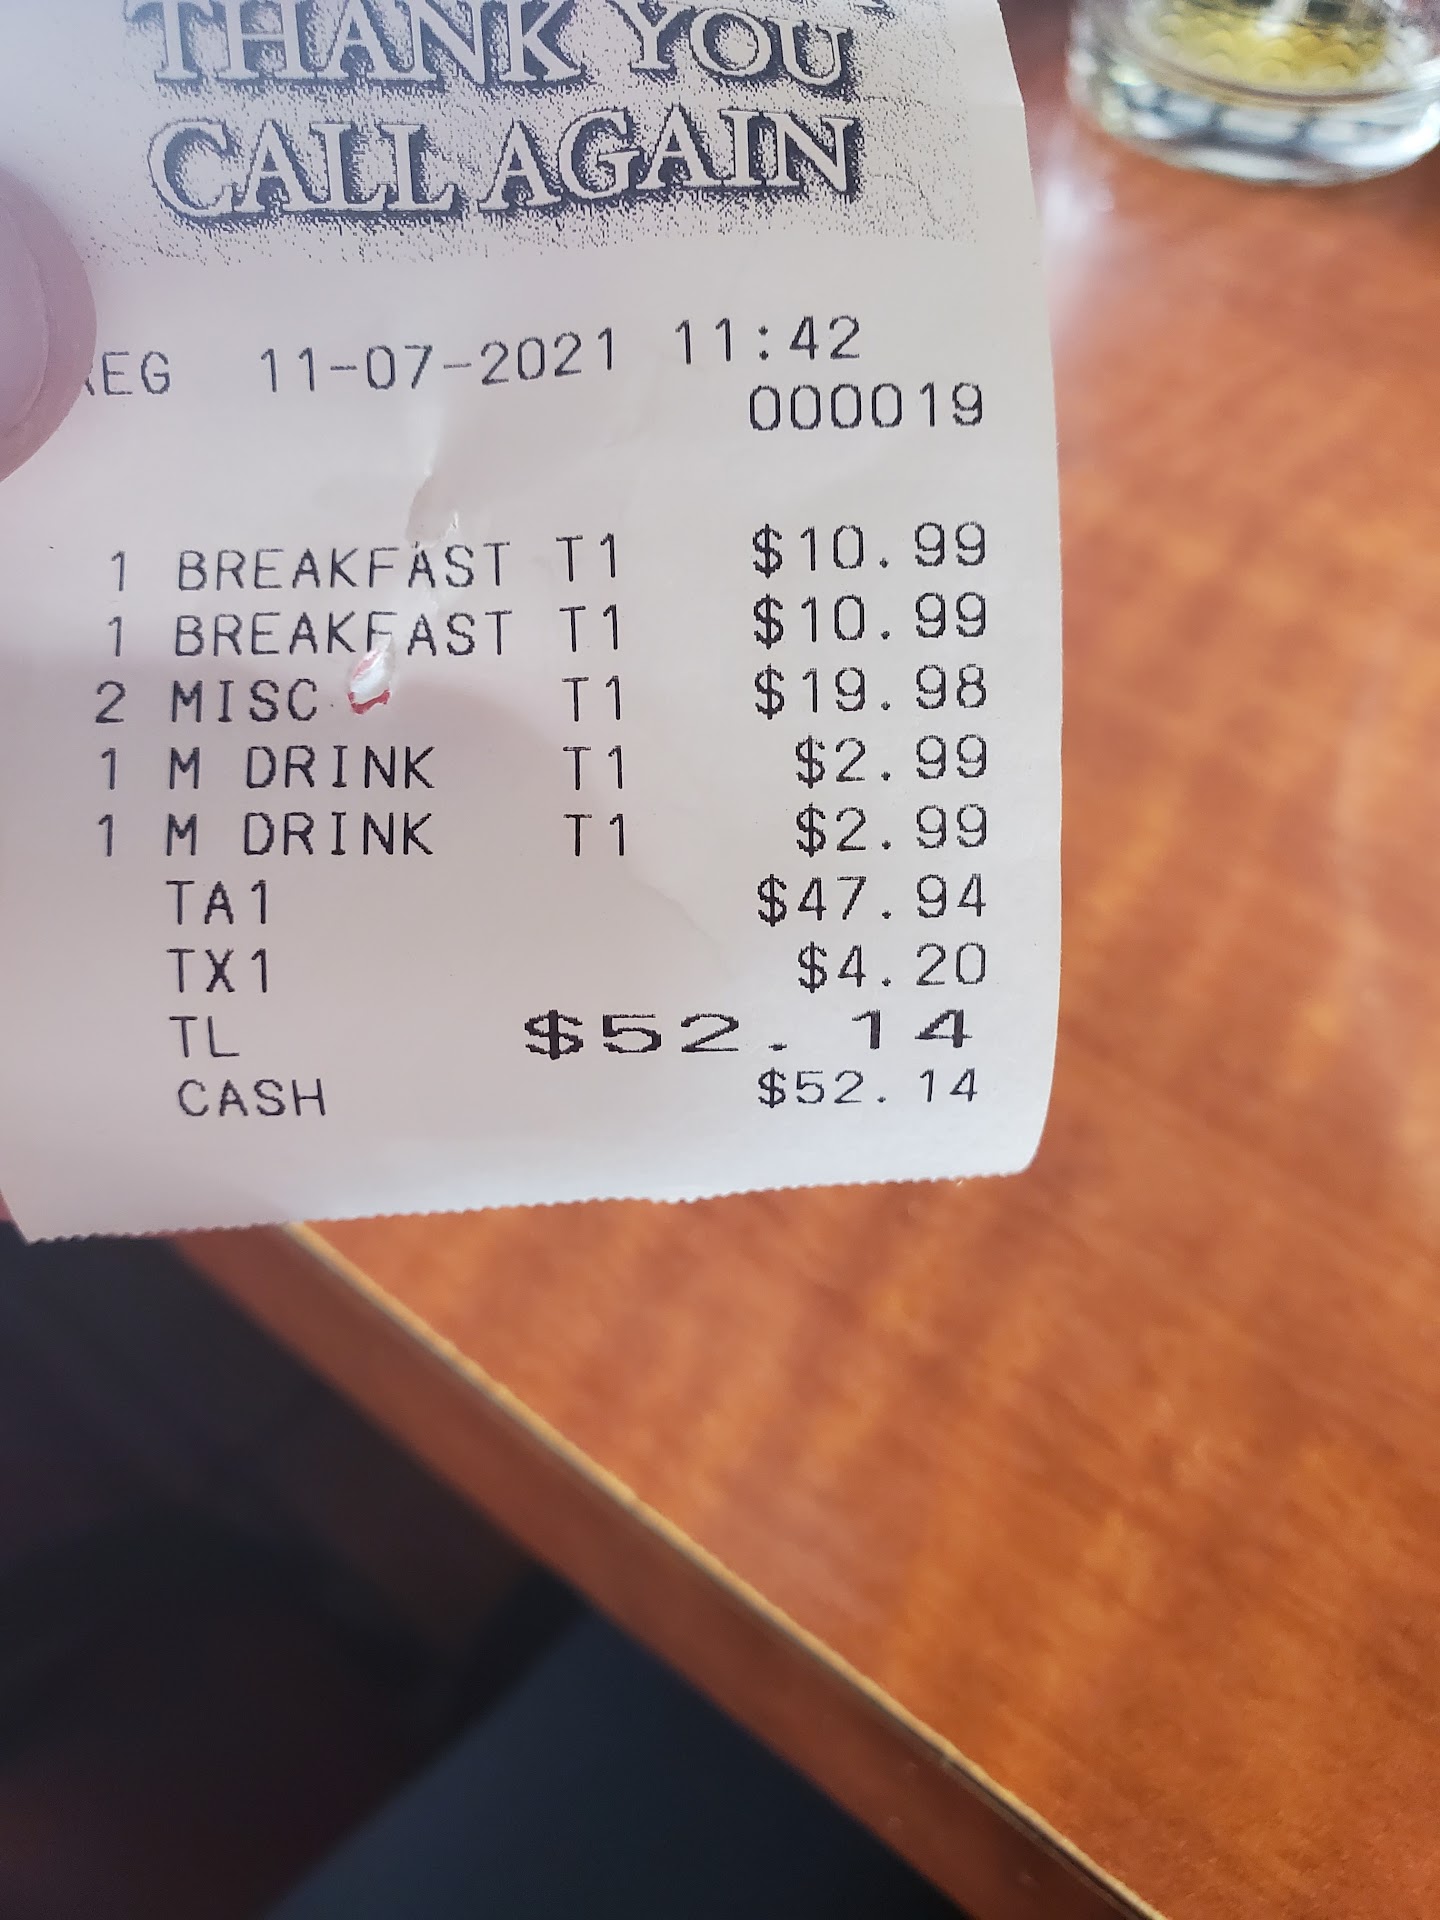 THANK YOU
CALL AGAIN
REG 11-07-2021 11:42
000019
1 BREAKFAST T1 $10.99
1 BREAKFAST T1 $10.99
2 MISC T1 $19.98
1 M DRINK T1 $2.99
1 M DRINK T1 $2.99
TA1 $47.94
TX1 $4.20
TL $52.14
CASH $52.14